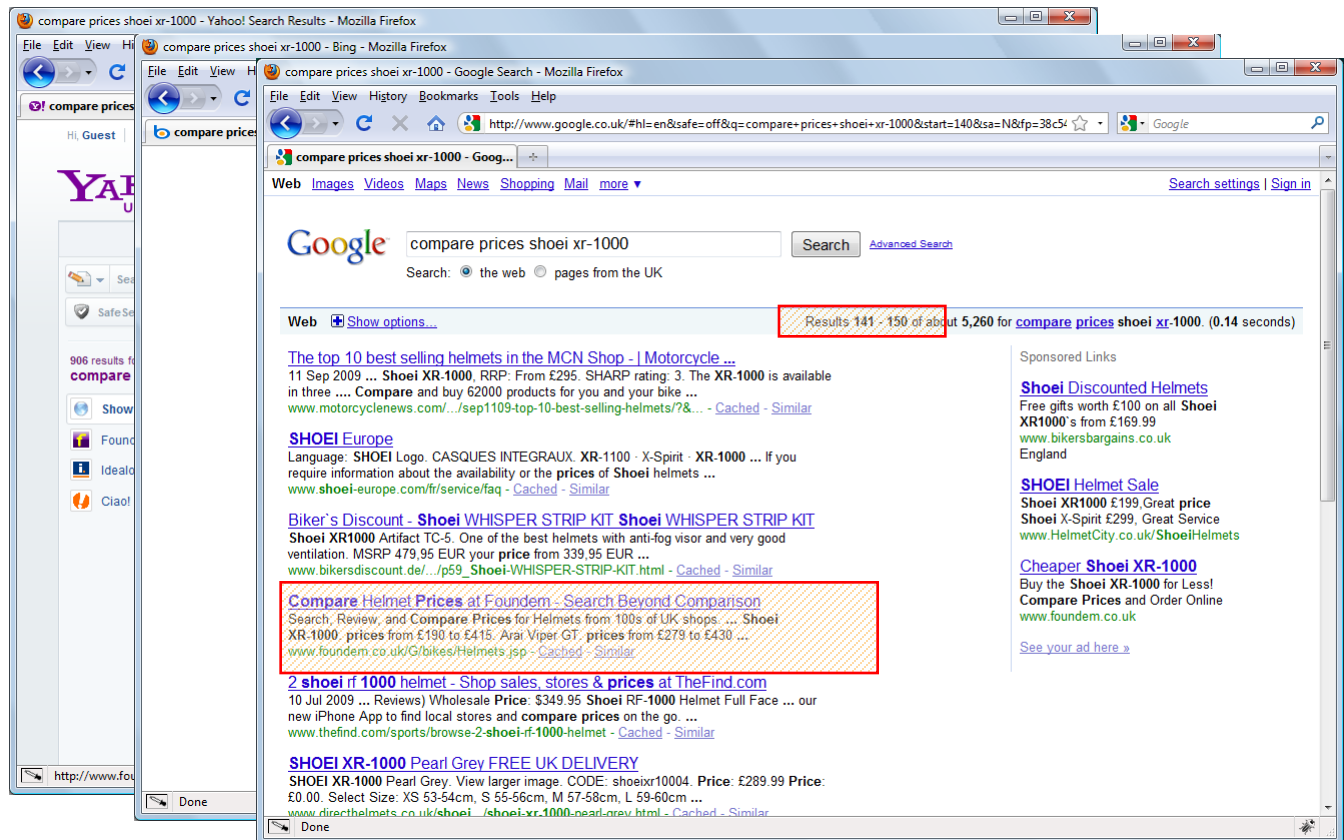 compare prices shoei xr-1000 - Yahoo! Search Results - Mozilla Firefox
File Edit View Hi
compare prices
Hi, Guest
YAH
U
Sea
SafeSe
906 results fo
compare
Show
Found
Idealo
Ciao!
http://www.fou
compare prices shoei xr-1000 - Bing - Mozilla Firefox
File Edit View H
compare prices
Done
compare prices shoei xr-1000 - Google Search - Mozilla Firefox
File Edit View History Bookmarks Tools Help
http://www.google.co.uk/#hl=en&safe=off&q=compare+prices+shoei+xr-1000&start=140&sa=N&fp=38c54
Google
compare prices shoei xr-1000 - Goog...
Web Images Videos Maps News Shopping Mail more ▼
Search settings | Sign in
Google
compare prices shoei xr-1000
Search
Advanced Search
Search: the web pages from the UK
Web Show options...
Results 141 - 150 of about 5,260 for compare prices shoei xr-1000. (0.14 seconds)
The top 10 best selling helmets in the MCN Shop - | Motorcycle ...
11 Sep 2009 ... Shoei XR-1000, RRP: From £295. SHARP rating: 3. The XR-1000 is available
in three .... Compare and buy 62000 products for you and your bike ...
www.motorcyclenews.com/.../sep1109-top-10-best-selling-helmets/?&... - Cached - Similar
SHOEI Europe
Language: SHOEI Logo. CASQUES INTEGRAUX. XR-1100 · X-Spirit · XR-1000 ... If you
require information about the availability or the prices of Shoei helmets ...
www.shoei-europe.com/fr/service/faq - Cached - Similar
Biker`s Discount - Shoei WHISPER STRIP KIT Shoei WHISPER STRIP KIT
Shoei XR1000 Artifact TC-5. One of the best helmets with anti-fog visor and very good
ventilation. MSRP 479,95 EUR your price from 339,95 EUR ...
www.bikersdiscount.de/.../p59_Shoei-WHISPER-STRIP-KIT.html - Cached - Similar
Compare Helmet Prices at Foundem - Search Beyond Comparison
Search, Review, and Compare Prices for Helmets from 100s of UK shops. ... Shoei
XR-1000. prices from £190 to £415. Arai Viper GT. prices from £279 to £430 ...
www.foundem.co.uk/G/bikes/Helmets.jsp - Cached - Similar
2 shoei rf 1000 helmet - Shop sales, stores & prices at TheFind.com
10 Jul 2009 ... Reviews) Wholesale Price: $349.95 Shoei RF-1000 Helmet Full Face ... our
new iPhone App to find local stores and compare prices on the go. ...
www.thefind.com/sports/browse-2-shoei-rf-1000-helmet - Cached - Similar
SHOEI XR-1000 Pearl Grey FREE UK DELIVERY
SHOEI XR-1000 Pearl Grey. View larger image. CODE: shoeixr10004. Price: £289.99 Price:
£0.00. Select Size: XS 53-54cm, S 55-56cm, M 57-58cm, L 59-60cm ...
www.directhelmets.co.uk/shoei.../shoei-xr-1000-pearl-grey.html - Cached - Similar
Sponsored Links
Shoei Discounted Helmets
Free gifts worth £100 on all Shoei
XR1000`s from £169.99
www.bikersbargains.co.uk
England
SHOEI Helmet Sale
Shoei XR1000 £199,Great price
Shoei X-Spirit £299, Great Service
www.HelmetCity.co.uk/ShoeiHelmets
Cheaper Shoei XR-1000
Buy the Shoei XR-1000 for Less!
Compare Prices and Order Online
www.foundem.co.uk
See your ad here »
Done